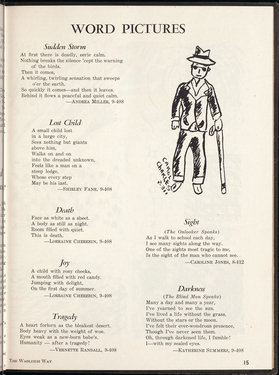 WORD PICTURES
Sudden Storm
At first there is deadly, eerie calm.
Nothing breaks the silence 'cept the warning
of the birds.
Then it comes,
A whirling, twirling sensation that sweeps
o'er the earth.
So quickly it comes—and then it leaves.
Behind it flows a peaceful and quiet calm.
—ANDREA MILLER, 9-408
Lost Child
A small child lost
in a large city,
Sees nothing but giants
above him,
Walks on and on
into the dreaded unknown,
Feels like a man on a
steep ledge,
Whose every step
May be his last.
—SHIRLEY FANE, 9-408
Death
Face as white as a sheet.
A body as still as night.
Room filled with quiet.
This is death.
—LORRAINE CHERRSON, 9-408
Joy
A child with rosy cheeks,
A mouth filled with red candy.
Jumping with delight,
On the first day of summer.
—LORRAINE CHERRSON, 9-408
Tragedy
A heart forlorn as the bleakest desert.
Body heavy with the weight of woe.
Eyes weak as a new-born babe's.
Humanity — after a tragedy!
—VERNETTE RANDALL, 9-408
Sight
(The Onlooker Speaks)
As I walk to school each day,
I see many sights along the way.
One of the sights most tragic to me,
Is the sight of the man who cannot see.
—CAROLINE JONES, 8-412
Darkness
(The Blind Man Speaks)
Many a day and many a year,
I've yearned to see the sun.
I've lived a life without the grass.
Without the stars or the moon.
I've felt their ever-wondrous presence,
Though I've never seen them.
Oh, through darkened life, I fumble!
I—with my sealed eyes.
—KATHERINE SUMMERS, 9-408
THE WADLEIGH WAY
15